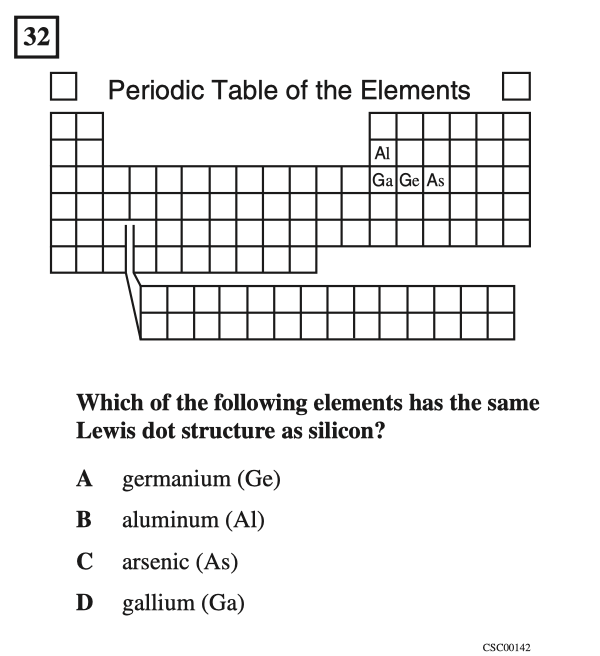 32
Periodic Table of the Elements
Al
Ga Ge As
Which of the following elements has the same
Lewis dot structure as silicon?
A germanium (Ge)
B aluminum (Al)
C arsenic (As)
D gallium (Ga)
CSC00142